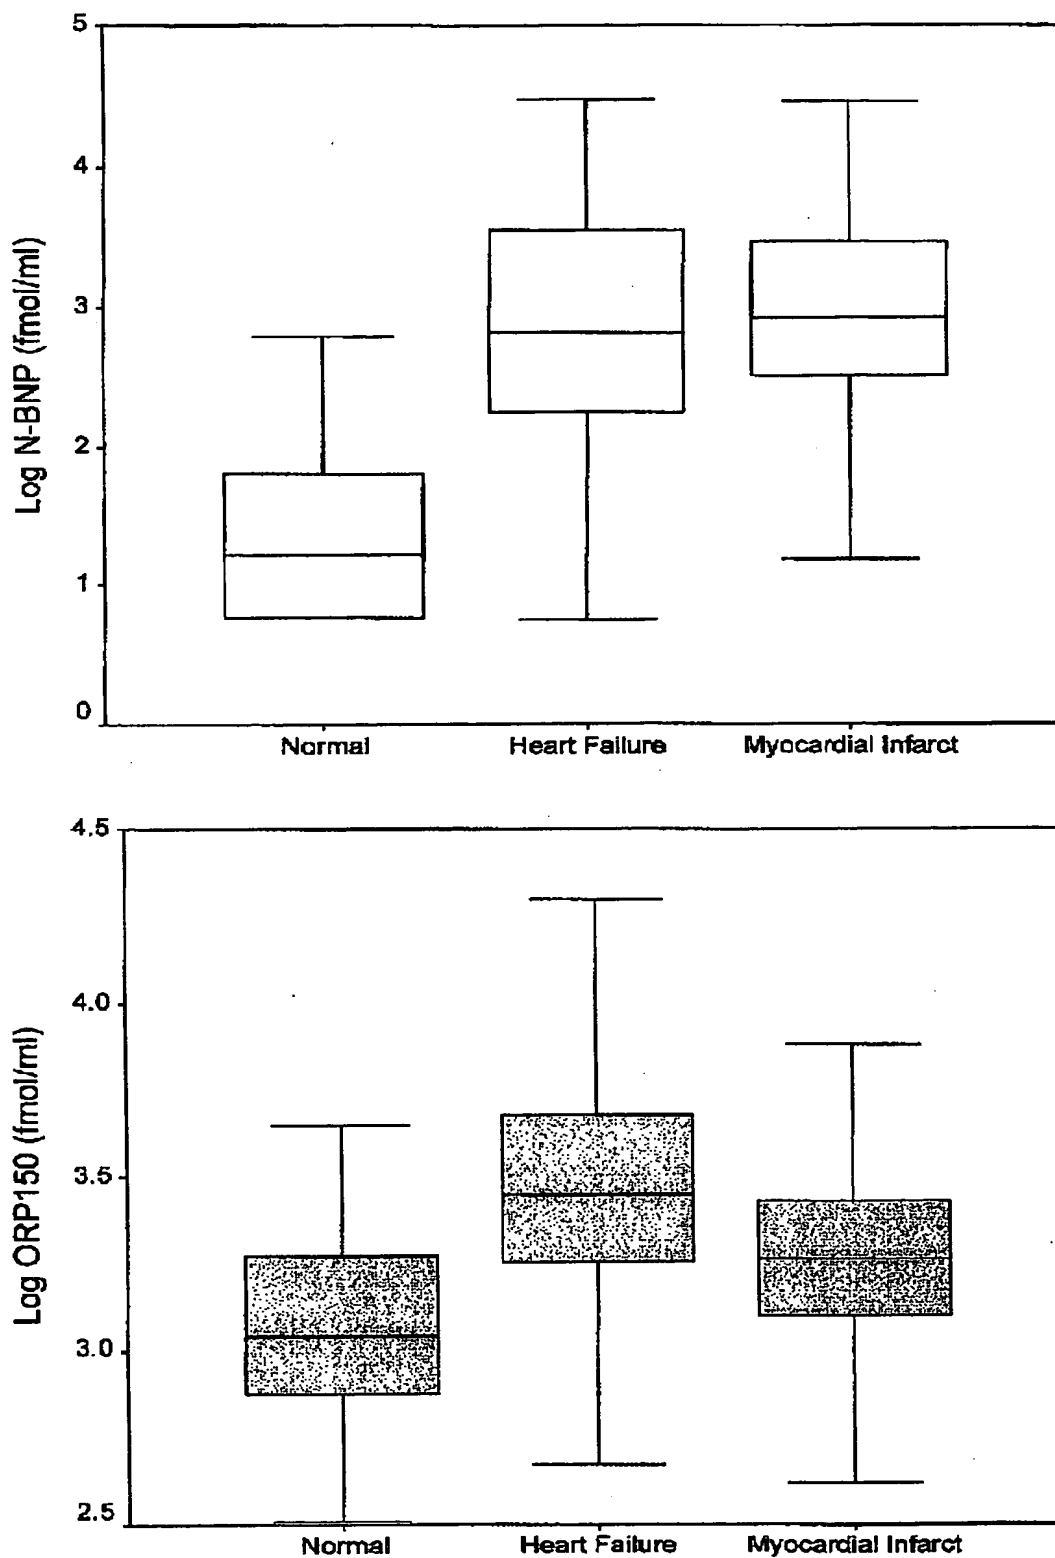 5
4
3
2
1
0
Log N-BNP (fmol/ml)
Normal Heart Failure Myocardial Infarct
4.5
4.0
3.5
3.0
2.5
Log ORP150 (fmol/ml)
Normal Heart Failure Myocardial Infarct